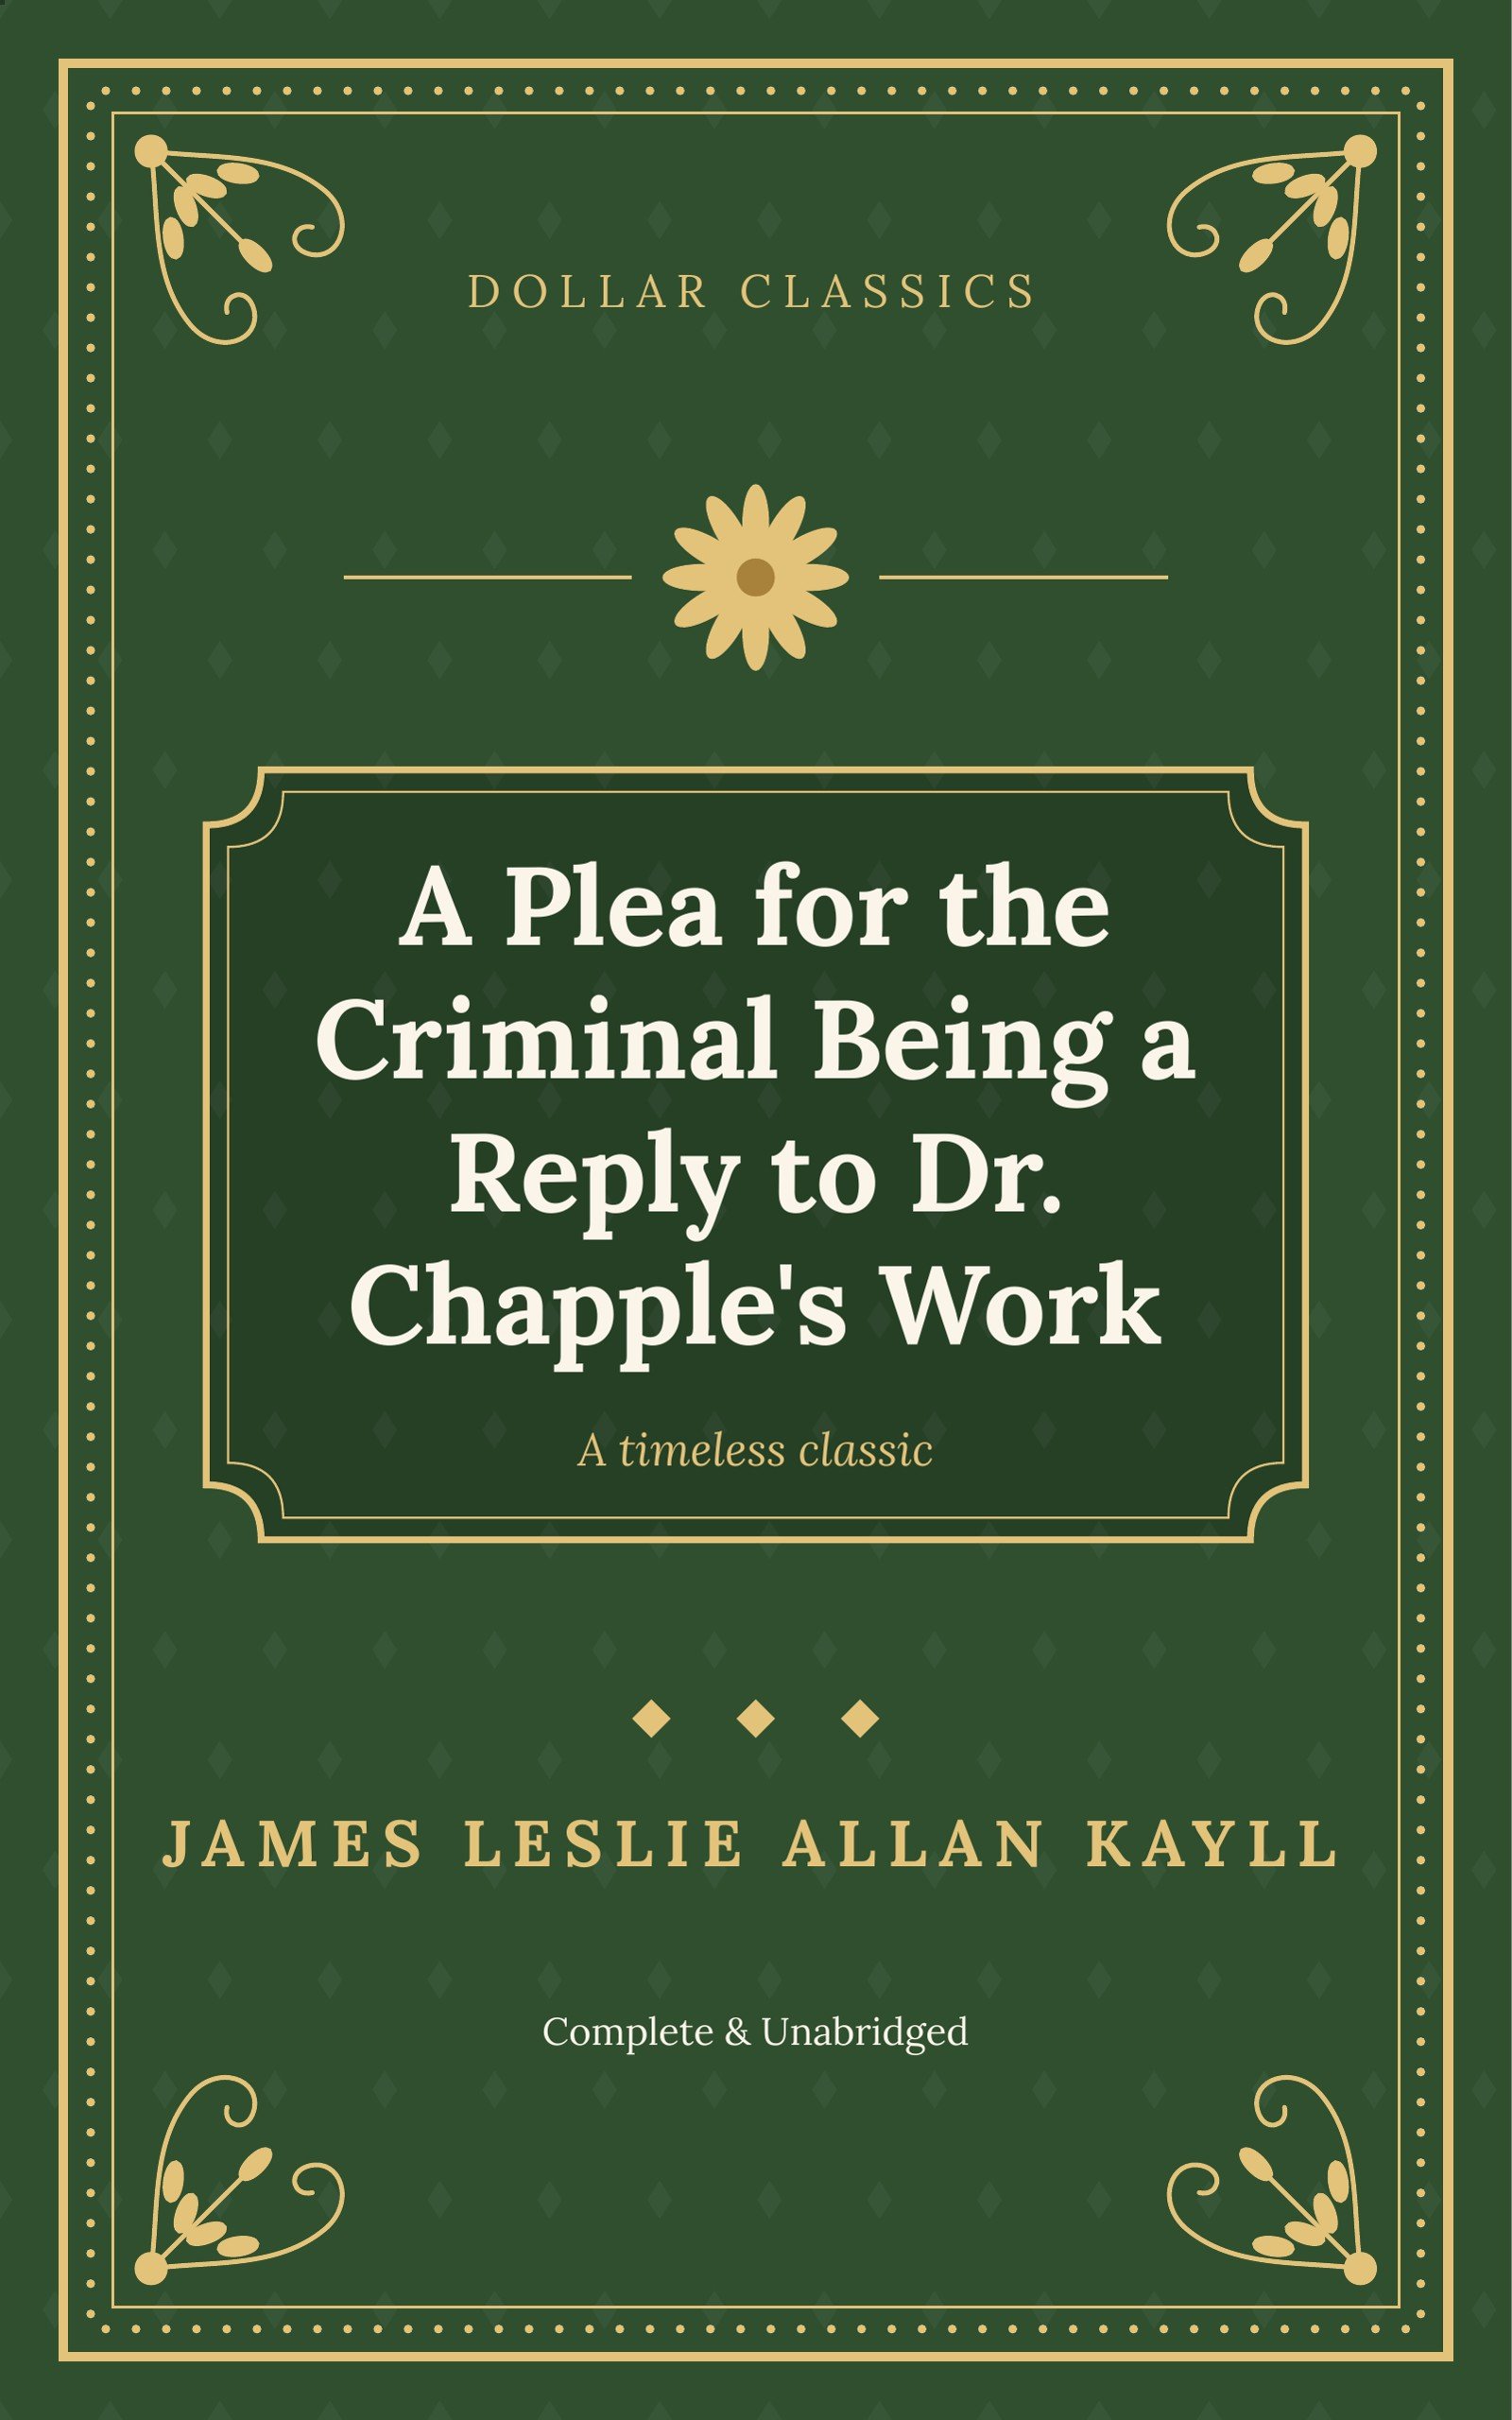 DOLLAR CLASSICS
A Plea for the
Criminal Being a
Reply to Dr.
Chapple's Work
A timeless classic
JAMES LESLIE ALLAN KAYLL
Complete & Unabridged